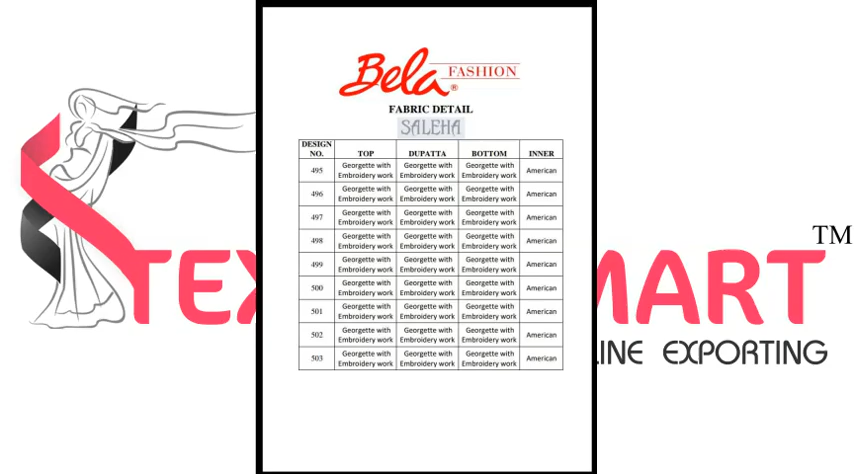 Bela FASHION ®
FABRIC DETAIL
SALEHA
DESIGN NO. TOP DUPATTA BOTTOM INNER
495 Georgette with Embroidery work Georgette with Embroidery work Georgette with Embroidery work American
496 Georgette with Embroidery work Georgette with Embroidery work Georgette with Embroidery work American
497 Georgette with Embroidery work Georgette with Embroidery work Georgette with Embroidery work American
498 Georgette with Embroidery work Georgette with Embroidery work Georgette with Embroidery work American
499 Georgette with Embroidery work Georgette with Embroidery work Georgette with Embroidery work American
500 Georgette with Embroidery work Georgette with Embroidery work Georgette with Embroidery work American
501 Georgette with Embroidery work Georgette with Embroidery work Georgette with Embroidery work American
502 Georgette with Embroidery work Georgette with Embroidery work Georgette with Embroidery work American
503 Georgette with Embroidery work Georgette with Embroidery work Georgette with Embroidery work American
TEX MART TM
LINE EXPORTING